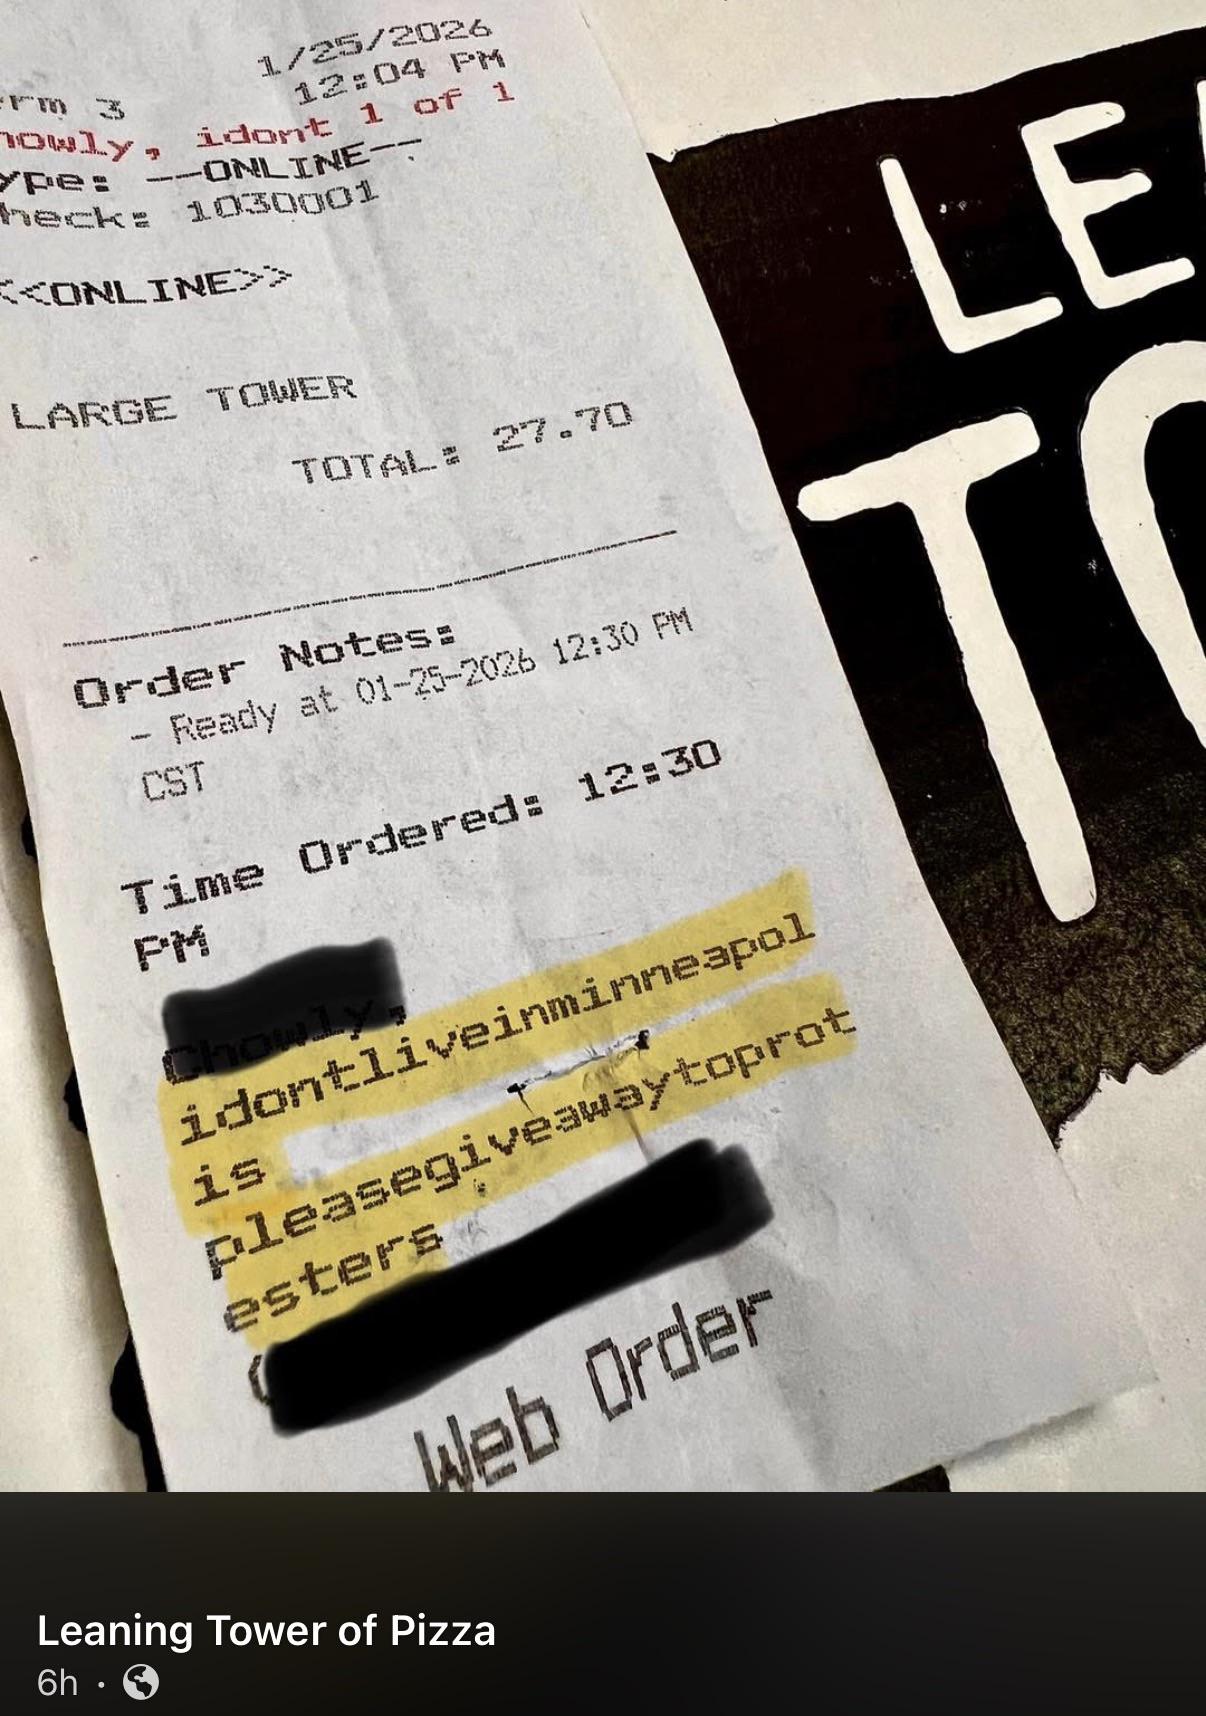 1/25/2026
12:04 PM
erm 3
howly, idont 1 of 1
ype: --ONLINE--
heck: 1030001
<<ONLINE>>
LARGE TOWER
TOTAL: 27.70
Order Notes:
- Ready at 01-25-2026 12:30 PM
CST
Time Ordered: 12:30
PM
Chowly,
idontliveinminneapol
is
pleasegiveawaytoprot
esters
(
Web Order
LE
TO
Leaning Tower of Pizza
6h ·